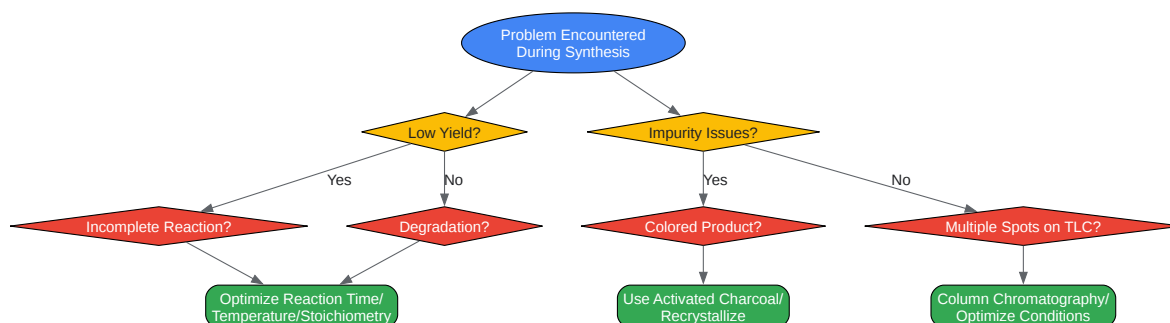 Problem Encountered
During Synthesis
Low Yield?
Impurity Issues?
Yes
No
Yes
No
Incomplete Reaction?
Degradation?
Colored Product?
Multiple Spots on TLC?
Optimize Reaction Time/
Temperature/Stoichiometry
Use Activated Charcoal/
Recrystallize
Column Chromatography/
Optimize Conditions